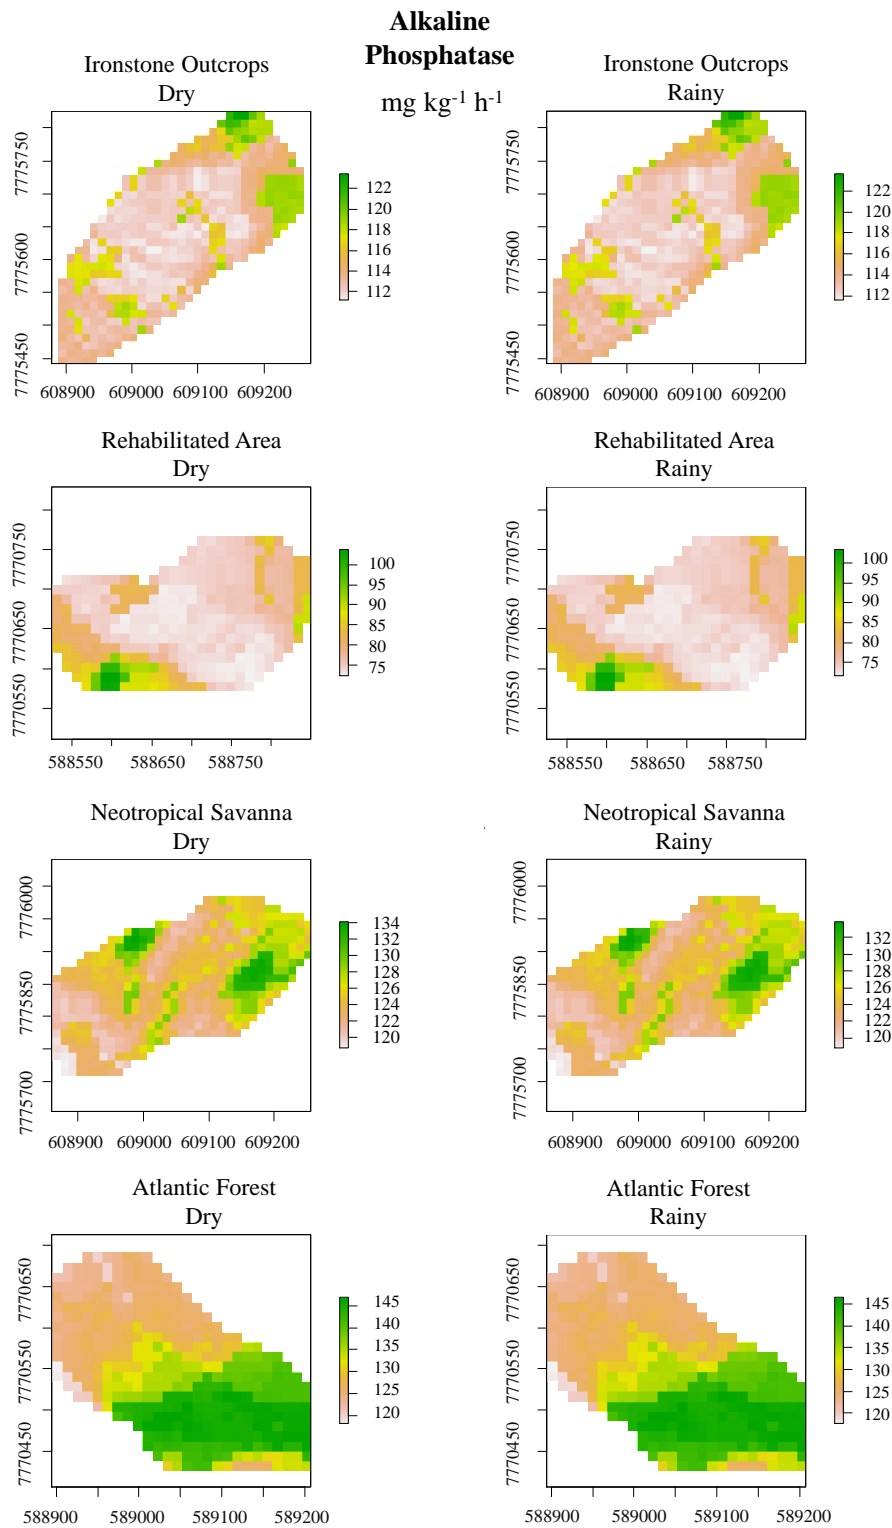 Alkaline
Phosphatase
mg kg-1 h-1
Ironstone Outcrops
Dry
7775750
7775600
7775450
122
120
118
116
114
112
608900 609000 609100 609200
Ironstone Outcrops
Rainy
7775750
7775600
7775450
122
120
118
116
114
112
608900 609000 609100 609200
Rehabilitated Area
Dry
7770750
7770650
7770550
100
95
90
85
80
75
588550 588650 588750
Rehabilitated Area
Rainy
7770750
7770650
7770550
100
95
90
85
80
75
588550 588650 588750
Neotropical Savanna
Dry
7776000
7775850
7775700
134
132
130
128
126
124
122
120
608900 609000 609100 609200
Neotropical Savanna
Rainy
7776000
7775850
7775700
132
130
128
126
124
122
120
608900 609000 609100 609200
Atlantic Forest
Dry
7770650
7770550
7770450
145
140
135
130
125
120
588900 589000 589100 589200
Atlantic Forest
Rainy
7770650
7770550
7770450
145
140
135
130
125
120
588900 589000 589100 589200